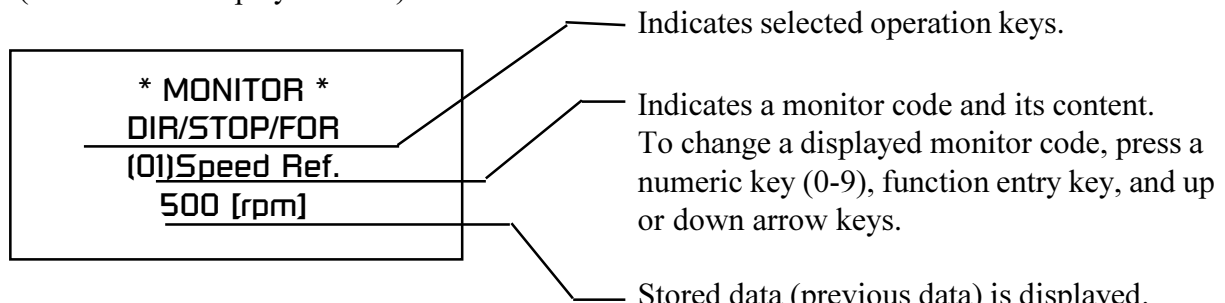 Indicates selected operation keys.
* MONITOR *
DIR/STOP/FOR
(01)Speed Ref.
500 [rpm]
Indicates a monitor code and its content.
To change a displayed monitor code, press a
numeric key (0-9), function entry key, and up
or down arrow keys.
Stored data (previous data) is displayed.